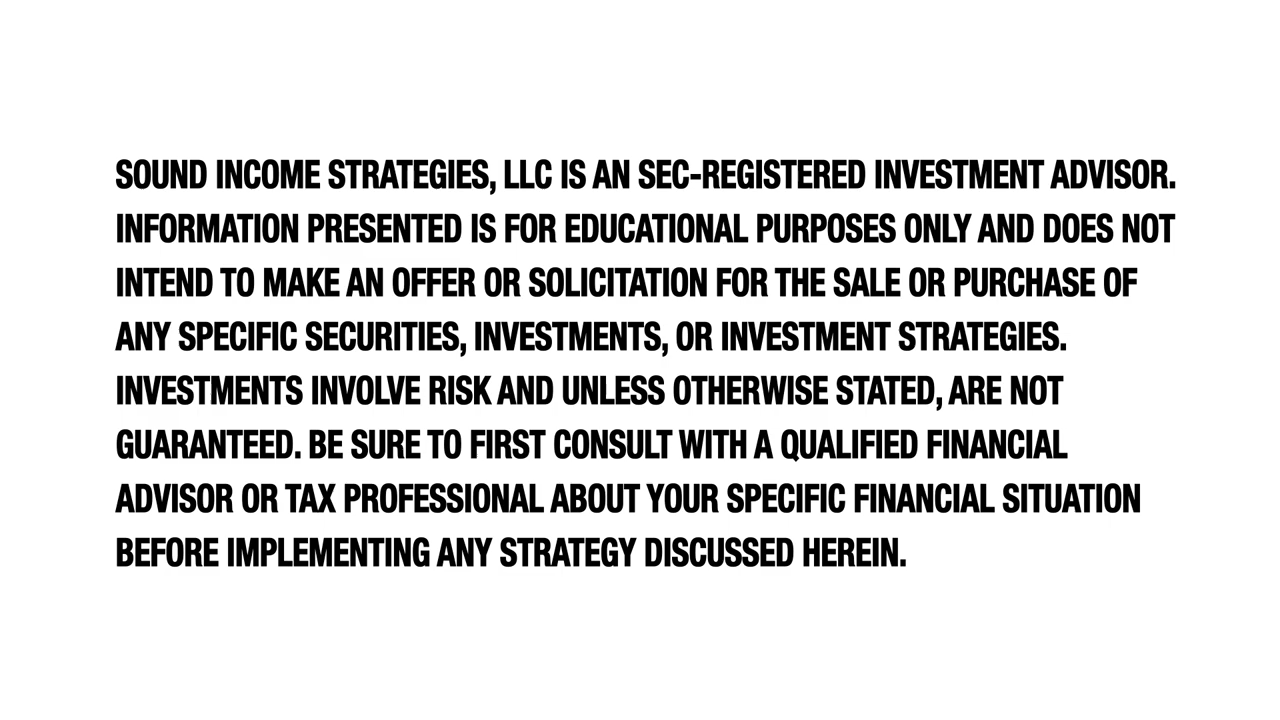 SOUND INCOME STRATEGIES, LLC IS AN SEC-REGISTERED INVESTMENT ADVISOR.
INFORMATION PRESENTED IS FOR EDUCATIONAL PURPOSES ONLY AND DOES NOT
INTEND TO MAKE AN OFFER OR SOLICITATION FOR THE SALE OR PURCHASE OF
ANY SPECIFIC SECURITIES, INVESTMENTS, OR INVESTMENT STRATEGIES.
INVESTMENTS INVOLVE RISK AND UNLESS OTHERWISE STATED, ARE NOT
GUARANTEED. BE SURE TO FIRST CONSULT WITH A QUALIFIED FINANCIAL
ADVISOR OR TAX PROFESSIONAL ABOUT YOUR SPECIFIC FINANCIAL SITUATION
BEFORE IMPLEMENTING ANY STRATEGY DISCUSSED HEREIN.